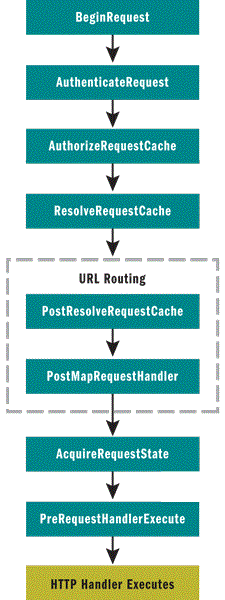 BeginRequest
AuthenticateRequest
AuthorizeRequestCache
ResolveRequestCache
URL Routing
PostResolveRequestCache
PostMapRequestHandler
AcquireRequestState
PreRequestHandlerExecute
HTTP Handler Executes